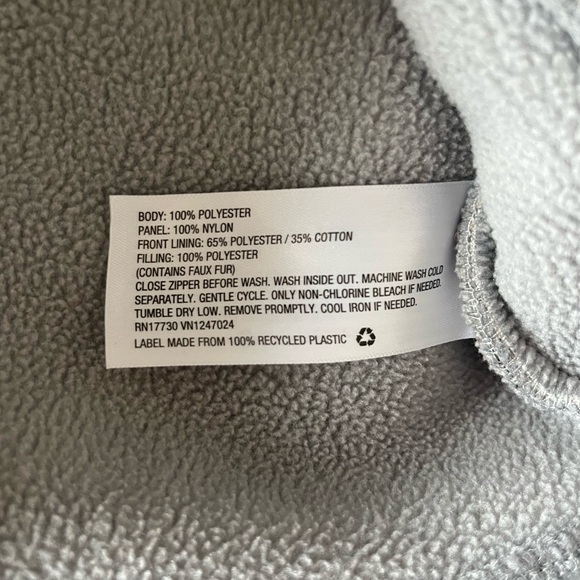 BODY: 100% POLYESTER
PANEL: 100% NYLON
FRONT LINING: 65% POLYESTER / 35% COTTON
FILLING: 100% POLYESTER
(CONTAINS FAUX FUR)
CLOSE ZIPPER BEFORE WASH. WASH INSIDE OUT. MACHINE WASH COLD
SEPARATELY. GENTLE CYCLE. ONLY NON-CHLORINE BLEACH IF NEEDED.
TUMBLE DRY LOW. REMOVE PROMPTLY. COOL IRON IF NEEDED.
RN17730 VN1247024
LABEL MADE FROM 100% RECYCLED PLASTIC